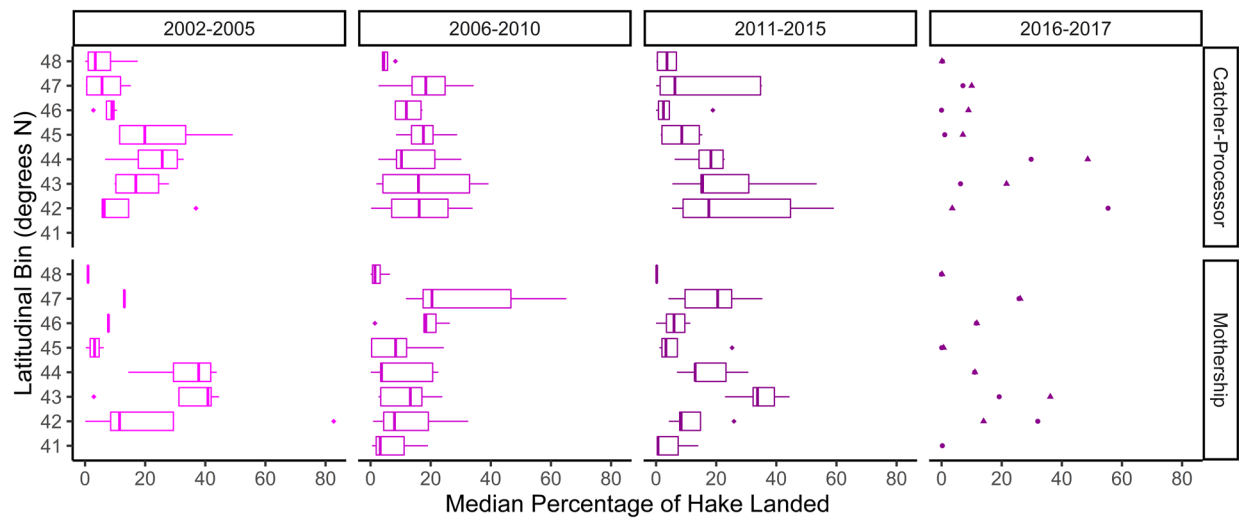 2002-2005 2006-2010 2011-2015 2016-2017
Latitudinal Bin (degrees N)
48
47
46
45
44
43
42
41
Catcher-Processor
48
47
46
45
44
43
42
41
Mothership
0 20 40 60 80 0 20 40 60 80 0 20 40 60 80 0 20 40 60 80
Median Percentage of Hake Landed